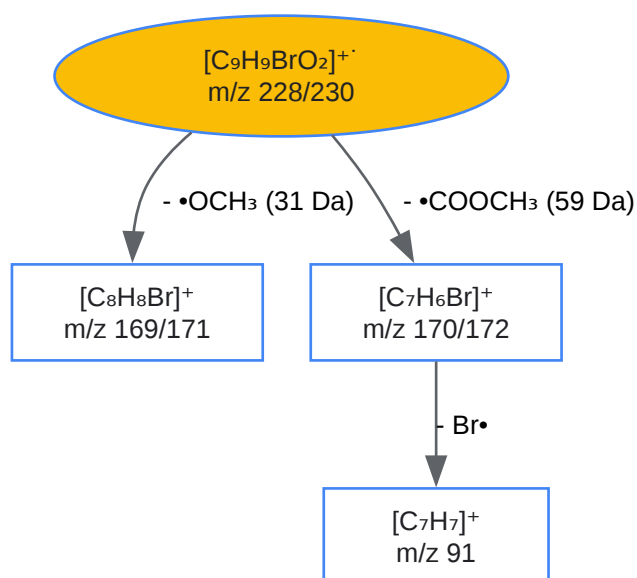 [C₉H₉BrO₂]⁺˙
m/z 228/230
- •OCH₃ (31 Da)
- •COOCH₃ (59 Da)
[C₈H₈Br]⁺
m/z 169/171
[C₇H₆Br]⁺
m/z 170/172
- Br•
[C₇H₇]⁺
m/z 91